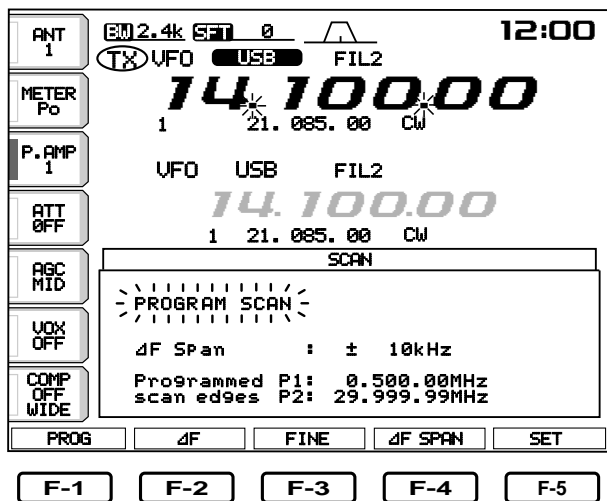 ANT
1
BW 2.4k SFT 0
12:00
TX VFO USB FIL2
METER
Po
14.100.00
1 21.085.00 CW
P.AMP
1
VFO USB FIL2
ATT
OFF
14.100.00
1 21.085.00 CW
AGC
MID
SCAN
PROGRAM SCAN
VOX
OFF
⊿F Span : ± 10kHz
COMP
OFF
WIDE
Programmed P1: 0.500.00MHz
scan edges P2: 29.999.99MHz
PROG ⊿F FINE ⊿F SPAN SET
F-1 F-2 F-3 F-4 F-5